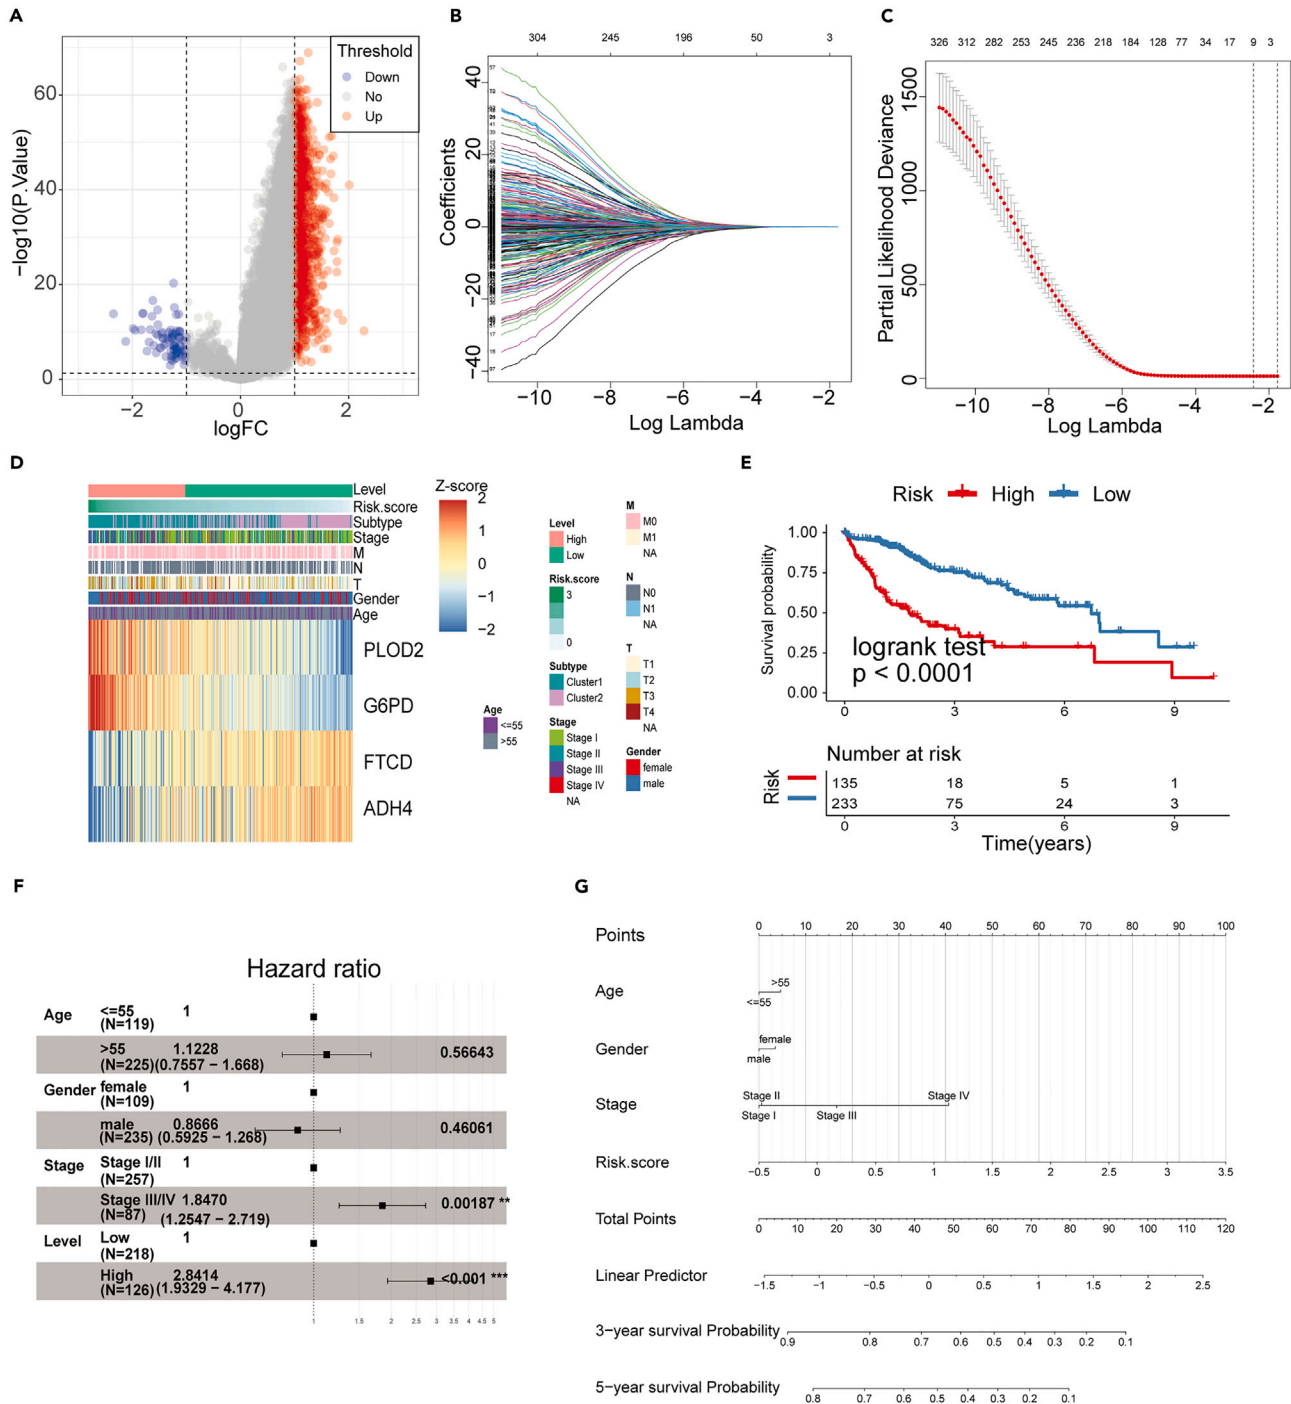 A
Threshold
Down
No
Up
60
40
20
0
−log10(P.Value)
−2
0
2
logFC
B
304
245
196
50
3
40
20
0
−20
−40
Coefficients
−10
−8
−6
−4
−2
Log Lambda
C
326 312 282 253 245 236 218 184 128 77 34 17 9 3
1500
1000
500
0
Partial Likelihood Deviance
−10
−8
−6
−4
−2
Log Lambda
D
Level
Risk.score
Subtype
Stage
M
N
T
Gender
Age
PLOD2
G6PD
FTCD
ADH4
Z−score
2
1
0
−1
−2
Age
<=55
>55
Level
High
Low
Risk.score
3
0
Subtype
Cluster1
Cluster2
Stage
Stage I
Stage II
Stage III
Stage IV
NA
M
M0
M1
NA
N
N0
N1
NA
T
T1
T2
T3
T4
NA
Gender
female
male
E
Risk High Low
1.00
0.75
0.50
0.25
0.00
Survival probability
logrank test
p < 0.0001
0 3 6 9
Number at risk
Risk
135 18 5 1
233 75 24 3
0 3 6 9
Time(years)
F
Hazard ratio
Age <=55 1
(N=119)
>55 1.1228 0.56643
(N=225)(0.7557 − 1.668)
Gender female 1
(N=109)
male 0.8666 0.46061
(N=235) (0.5925 − 1.268)
Stage Stage I/II 1
(N=257)
Stage III/IV 1.8470 0.00187 **
(N=87) (1.2547 − 2.719)
Level Low 1
(N=218)
High 2.8414 <0.001 ***
(N=126)(1.9329 − 4.177)
1 1.5 2 2.5 3 3.5 4 4.5 5
G
Points 0 10 20 30 40 50 60 70 80 90 100
Age
>55
<=55
Gender
female
male
Stage
Stage II Stage IV
Stage I Stage III
Risk.score
−0.5 0 0.5 1 1.5 2 2.5 3 3.5
Total Points
0 10 20 30 40 50 60 70 80 90 100 110 120
Linear Predictor
−1.5 −1 −0.5 0 0.5 1 1.5 2 2.5
3−year survival Probability
0.9 0.8 0.7 0.6 0.5 0.4 0.3 0.2 0.1
5−year survival Probability
0.8 0.7 0.6 0.5 0.4 0.3 0.2 0.1